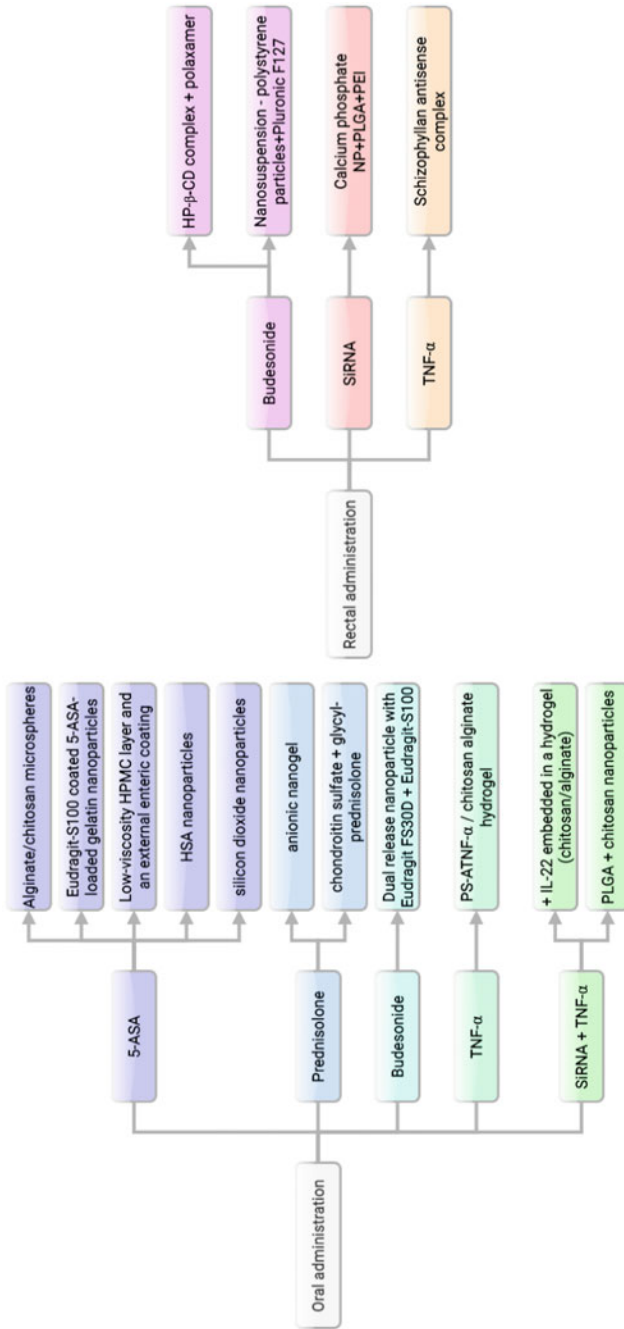 Oral administration
5-ASA
Alginate/chitosan microspheres
Eudragit-S100 coated 5-ASA-
loaded gelatin nanoparticles
Low-viscosity HPMC layer and
an external enteric coating
HSA nanoparticles
silicon dioxide nanoparticles
Prednisolone
anionic nanogel
chondroitin sulfate + glycyl-
prednisolone
Budesonide
Dual release nanoparticle with
Eudragit FS30D + Eudragit-S100
TNF-α
PS-ATNF-α / chitosan alginate
hydrogel
SiRNA + TNF-α
+ IL-22 embedded in a hydrogel
(chitosan/alginate)
PLGA + chitosan nanoparticles
Rectal administration
Budesonide
HP-β-CD complex + polaxamer
Nanosuspension - polystyrene
particles+Pluronic F127
SiRNA
Calcium phosphate
NP+PLGA+PEI
TNF-α
Schizophyllan antisense
complex